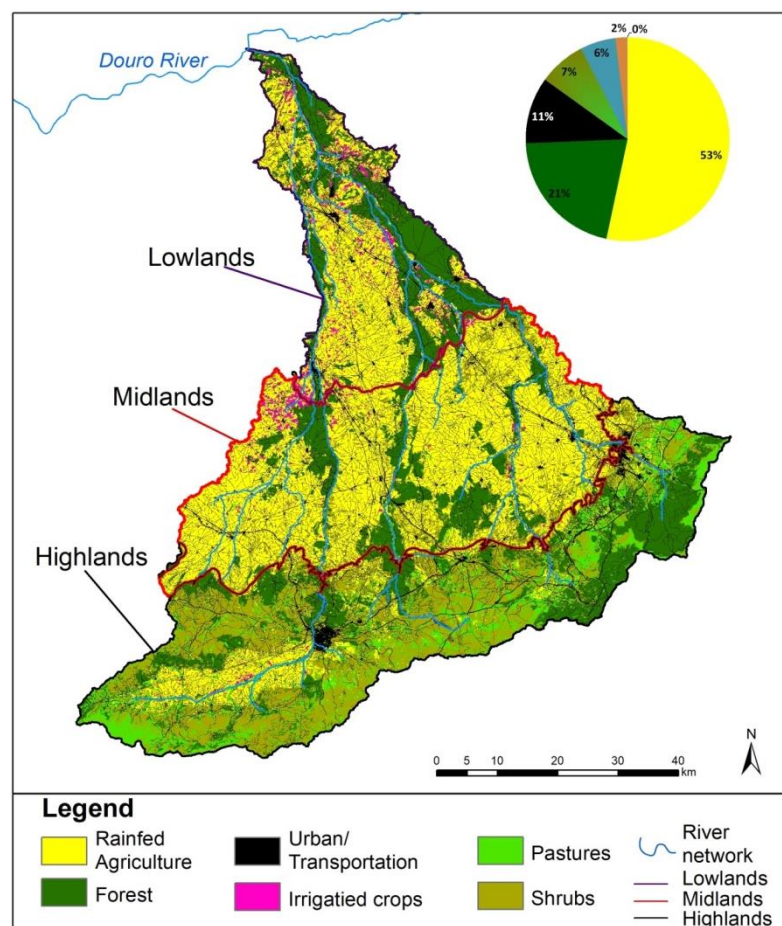 Douro River
2%
0%
6%
7%
11%
53%
21%
Lowlands
Midlands
Highlands
N
0 5 10 20 30 40
km
Legend
Rainfed
Agriculture
Forest
Urban/
Transportation
Irrigatied crops
Pastures
Shrubs
River
network
Lowlands
Midlands
Highlands